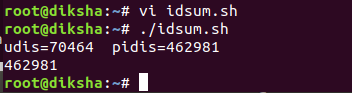 root@diksha:~# vi idsum.sh
root@diksha:~# ./idsum.sh
udis=70464  pidis=462981
462981
root@diksha:~#